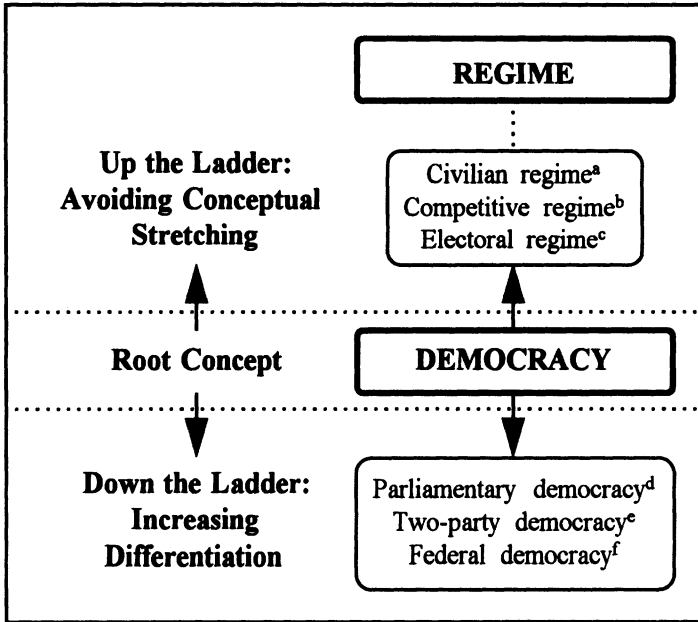 REGIME
Up the Ladder:
Avoiding Conceptual
Stretching
Civilian regimeᵃ
Competitive regimeᵇ
Electoral regimeᶜ
Root Concept
DEMOCRACY
Down the Ladder:
Increasing
Differentiation
Parliamentary democracyᵈ
Two-party democracyᵉ
Federal democracyᶠ